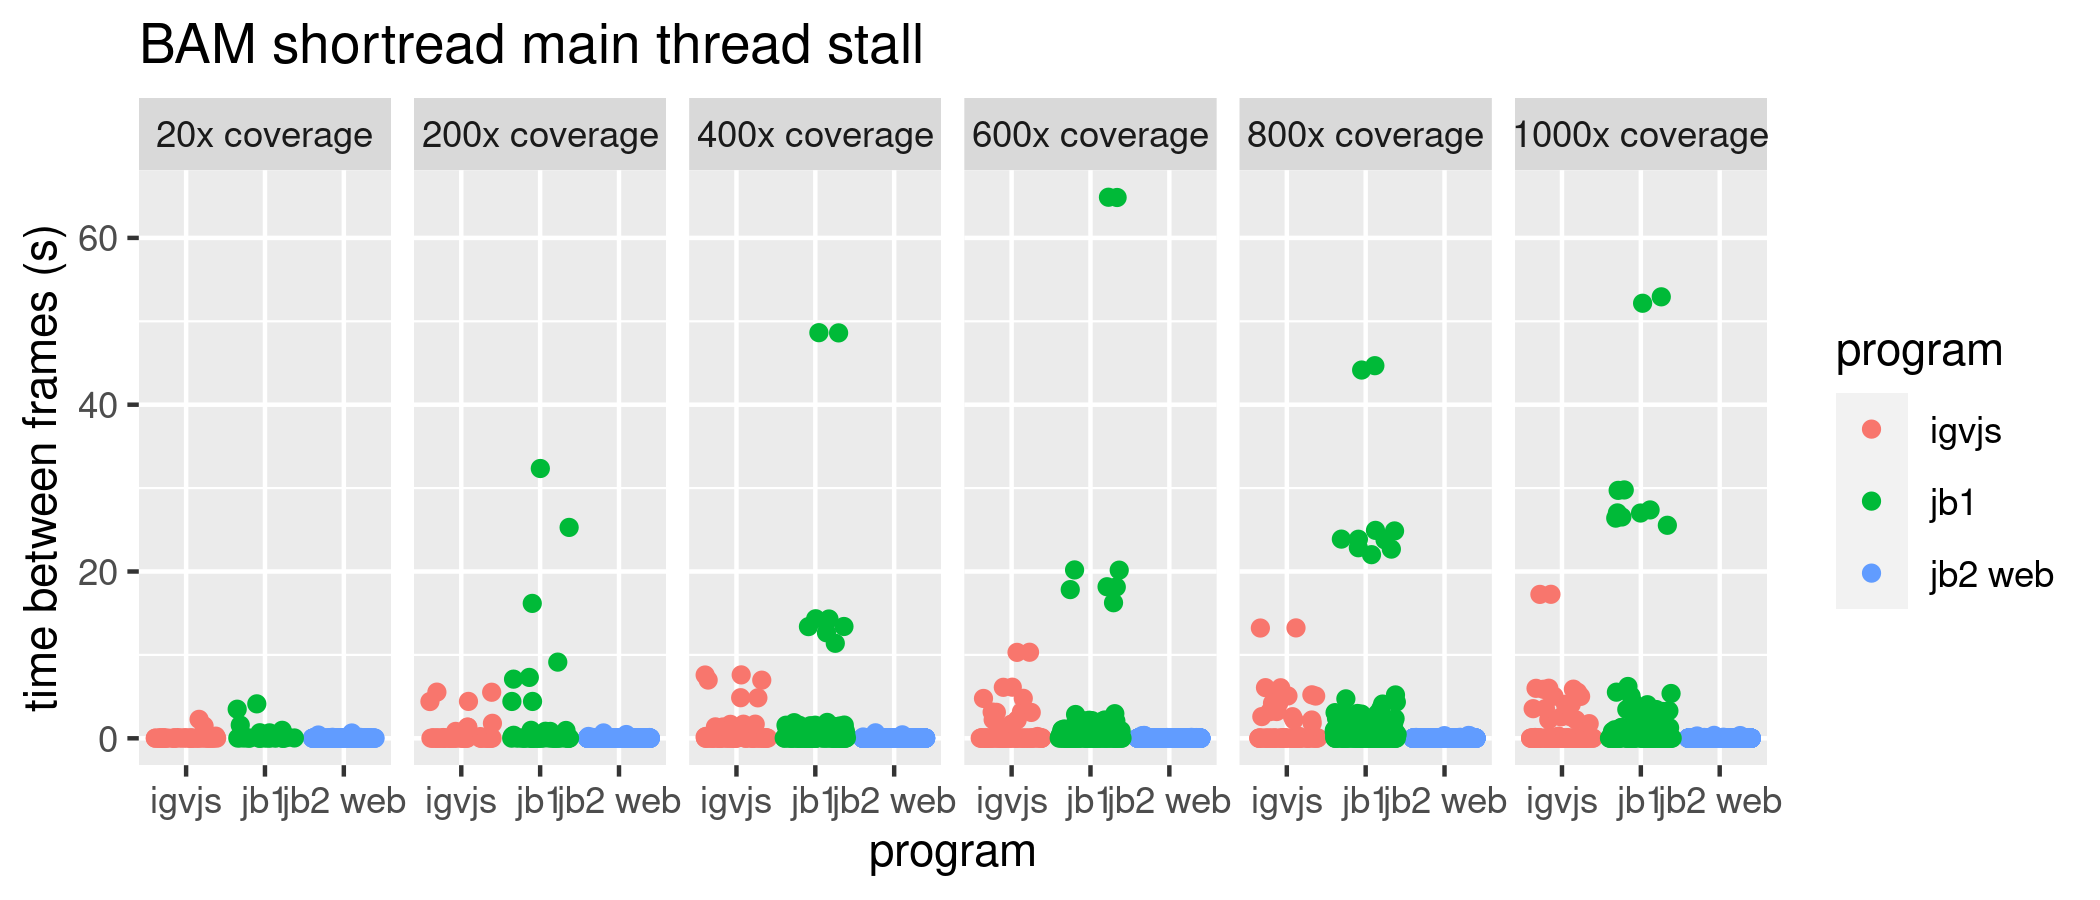 BAM shortread main thread stall
20x coverage 200x coverage 400x coverage 600x coverage 800x coverage 1000x coverage
time between frames (s)
60
40
20
0
igvjs jb1 jb2 web igvjs jb1 jb2 web igvjs jb1 jb2 web igvjs jb1 jb2 web igvjs jb1 jb2 web igvjs jb1 jb2 web
program
program
igvjs
jb1
jb2 web